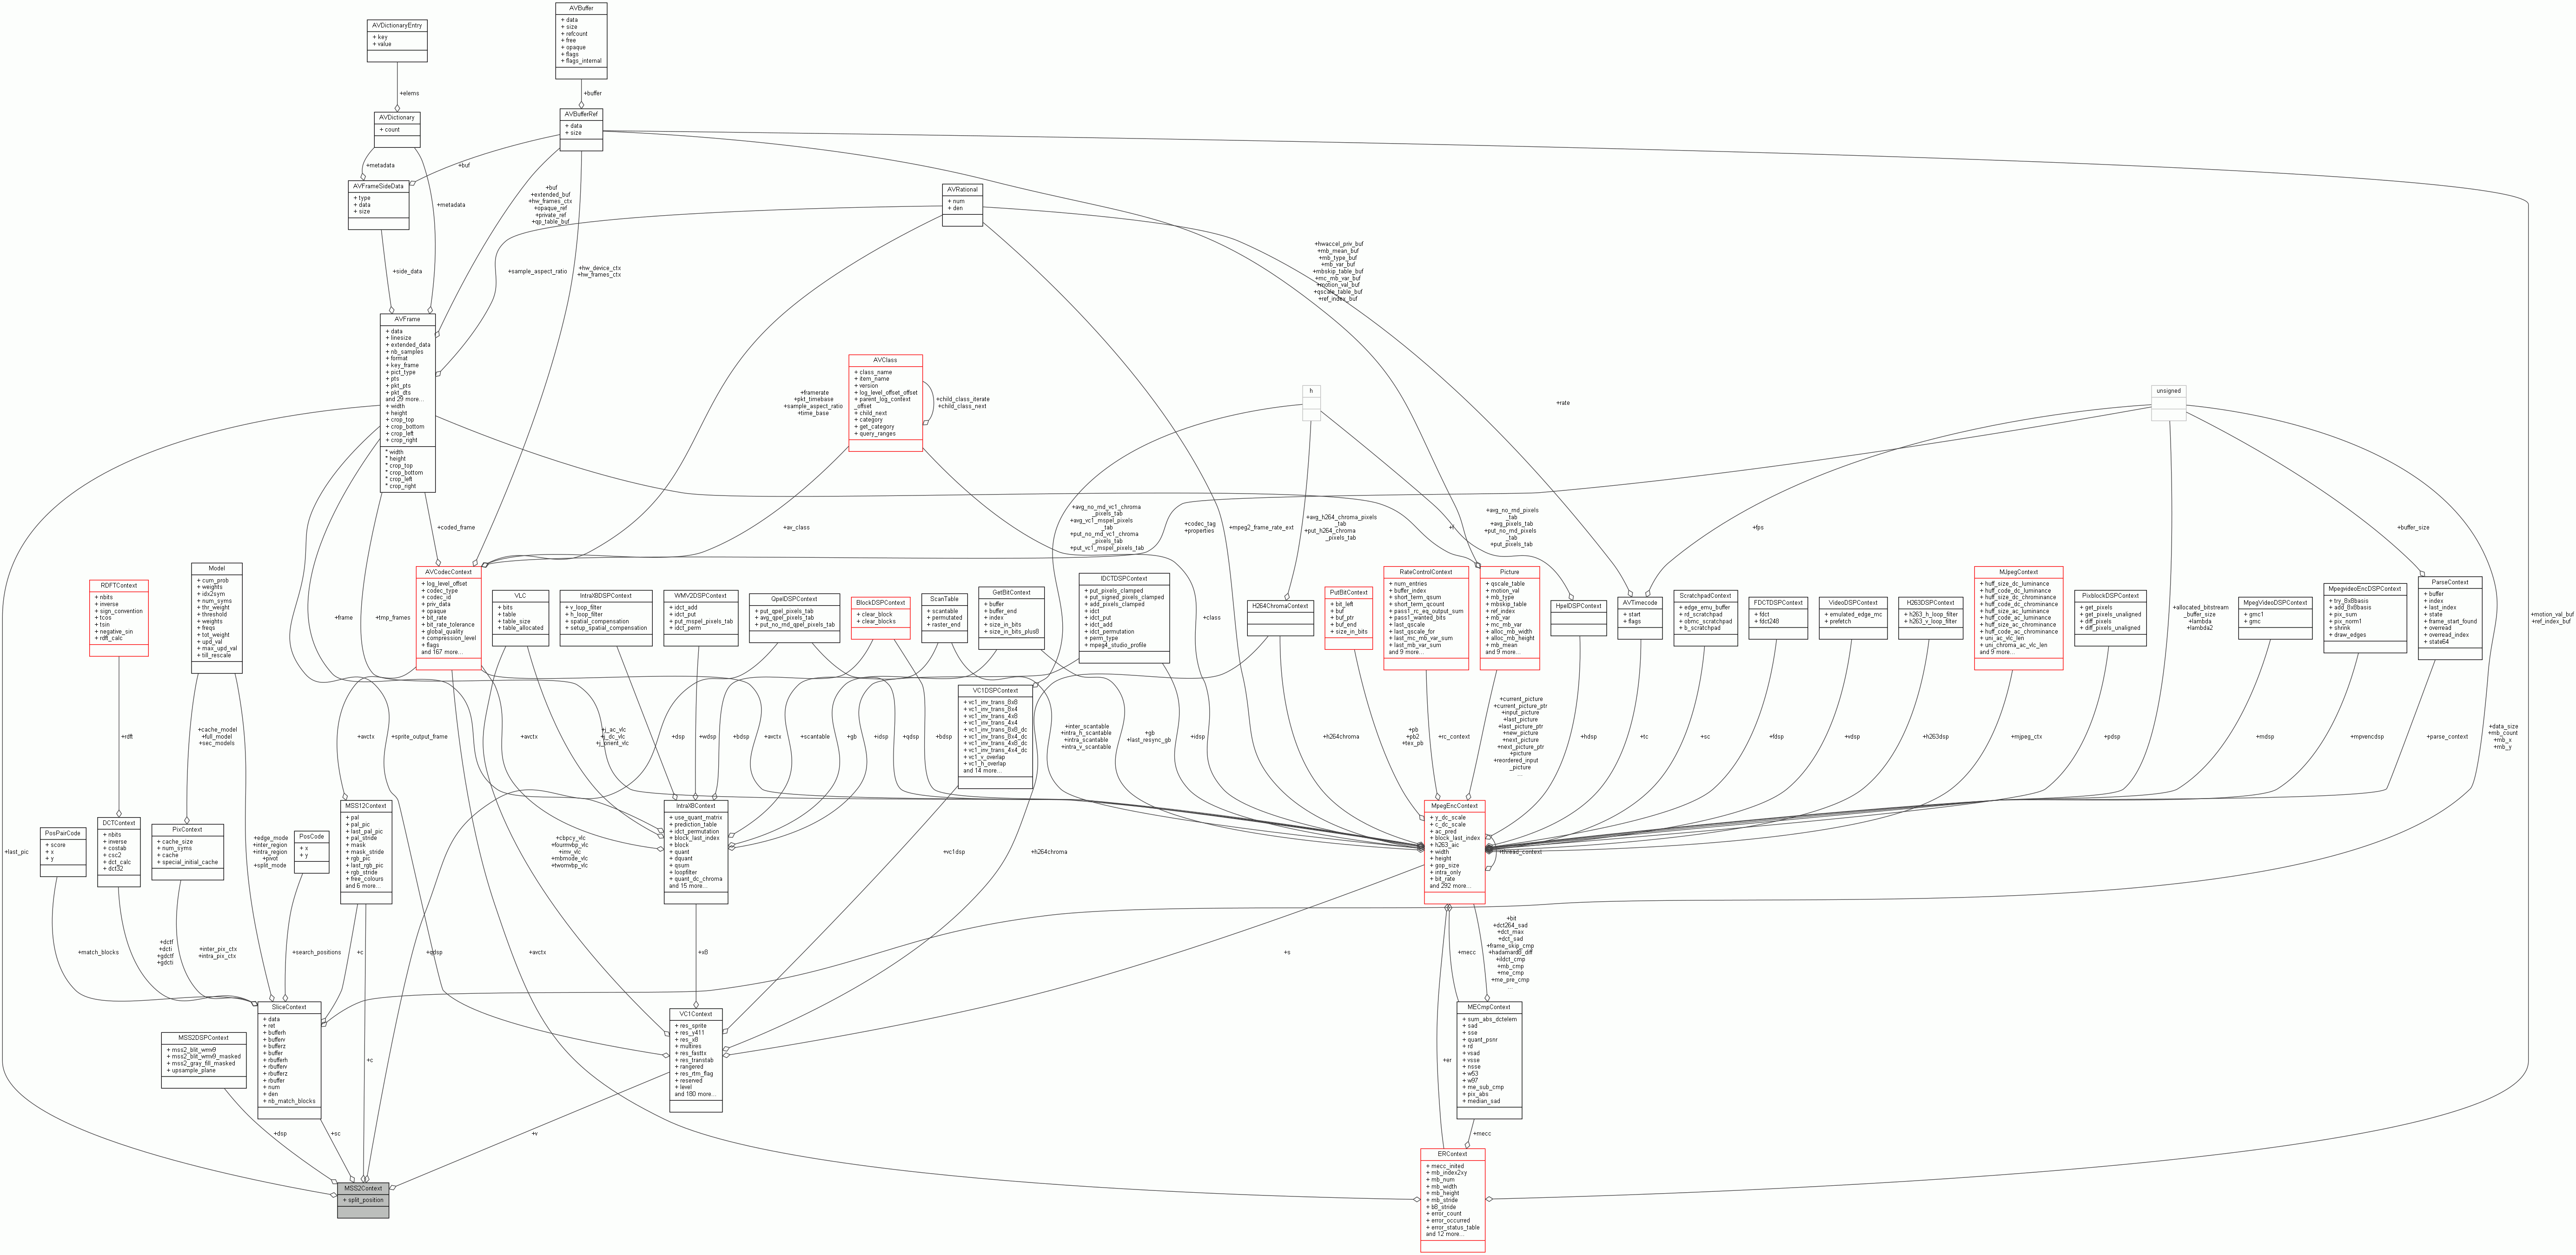 AVBuffer
+ data
+ size
+ refcount
+ free
+ opaque
+ flags
+ flags_internal
AVDictionaryEntry
+ key
+ value
+elems
+buffer
AVDictionary
+ count
AVBufferRef
+ data
+ size
+metadata
+buf
AVFrameSideData
+ type
+ data
+ size
+metadata
+buf
+extended_buf
+hw_frames_ctx
+opaque_ref
+private_ref
+qp_table_buf
AVRational
+ num
+ den
+side_data
+sample_aspect_ratio
+hw_device_ctx
+hw_frames_ctx
+hwaccel_priv_buf
+mb_mean_buf
+mb_type_buf
+mb_var_buf
+mbskip_table_buf
+mc_mb_var_buf
+motion_val_buf
+qscale_table_buf
+ref_index_buf
AVFrame
+ data
+ linesize
+ extended_data
+ nb_samples
+ format
+ key_frame
+ pict_type
+ pts
+ pkt_pts
+ pkt_dts
and 29 more...
+ width
+ height
+ crop_top
+ crop_bottom
+ crop_left
+ crop_right
* width
* height
* crop_top
* crop_bottom
* crop_left
* crop_right
+framerate
+pkt_timebase
+sample_aspect_ratio
+time_base
AVClass
+ class_name
+ item_name
+ version
+ log_level_offset_offset
+ parent_log_context
_offset
+ child_next
+ category
+ get_category
+ query_ranges
+child_class_iterate
+child_class_next
h
+rate
unsigned
+coded_frame
+av_class
+avg_no_rnd_vc1_chroma
_pixels_tab
+avg_vc1_mspel_pixels
_tab
+put_no_rnd_vc1_chroma
_pixels_tab
+put_vc1_mspel_pixels_tab
+codec_tag
+properties
+mpeg2_frame_rate_ext
+avg_h264_chroma_pixels
_tab
+put_h264_chroma
_pixels_tab
+f
+avg_no_rnd_pixels
_tab
+avg_pixels_tab
+put_no_rnd_pixels
_tab
+put_pixels_tab
+fps
+buffer_size
RDFTContext
+ nbits
+ inverse
+ sign_convention
+ tcos
+ tsin
+ negative_sin
+ rdft_calc
Model
+ cum_prob
+ weights
+ idx2sym
+ num_syms
+ thr_weight
+ threshold
+ weights
+ freqs
+ tot_weight
+ upd_val
+ max_upd_val
+ till_rescale
+frame
+tmp_frames
AVCodecContext
+ log_level_offset
+ codec_type
+ codec_id
+ priv_data
+ opaque
+ bit_rate
+ bit_rate_tolerance
+ global_quality
+ compression_level
+ flags
and 167 more...
VLC
+ bits
+ table
+ table_size
+ table_allocated
IntraX8DSPContext
+ v_loop_filter
+ h_loop_filter
+ spatial_compensation
+ setup_spatial_compensation
WMV2DSPContext
+ idct_add
+ idct_put
+ put_mspel_pixels_tab
+ idct_perm
QpelDSPContext
+ put_qpel_pixels_tab
+ avg_qpel_pixels_tab
+ put_no_rnd_qpel_pixels_tab
BlockDSPContext
+ clear_block
+ clear_blocks
ScanTable
+ scantable
+ permutated
+ raster_end
GetBitContext
+ buffer
+ buffer_end
+ index
+ size_in_bits
+ size_in_bits_plus8
IDCTDSPContext
+ put_pixels_clamped
+ put_signed_pixels_clamped
+ add_pixels_clamped
+ idct
+ idct_put
+ idct_add
+ idct_permutation
+ perm_type
+ mpeg4_studio_profile
+class
H264ChromaContext
PutBitContext
+ bit_left
+ buf
+ buf_ptr
+ buf_end
+ size_in_bits
RateControlContext
+ num_entries
+ buffer_index
+ short_term_qsum
+ short_term_qcount
+ pass1_rc_eq_output_sum
+ pass1_wanted_bits
+ last_qscale
+ last_qscale_for
+ last_mc_mb_var_sum
+ last_mb_var_sum
and 9 more...
Picture
+ qscale_table
+ motion_val
+ mb_type
+ mbskip_table
+ ref_index
+ mb_var
+ mc_mb_var
+ alloc_mb_width
+ alloc_mb_height
+ mb_mean
and 9 more...
HpelDSPContext
AVTimecode
+ start
+ flags
ScratchpadContext
+ edge_emu_buffer
+ rd_scratchpad
+ obmc_scratchpad
+ b_scratchpad
FDCTDSPContext
+ fdct
+ fdct248
VideoDSPContext
+ emulated_edge_mc
+ prefetch
H263DSPContext
+ h263_h_loop_filter
+ h263_v_loop_filter
MJpegContext
+ huff_size_dc_luminance
+ huff_code_dc_luminance
+ huff_size_dc_chrominance
+ huff_code_dc_chrominance
+ huff_size_ac_luminance
+ huff_code_ac_luminance
+ huff_size_ac_chrominance
+ huff_code_ac_chrominance
+ uni_ac_vlc_len
+ uni_chroma_ac_vlc_len
and 9 more...
PixblockDSPContext
+ get_pixels
+ get_pixels_unaligned
+ diff_pixels
+ diff_pixels_unaligned
+allocated_bitstream
_buffer_size
+lambda
+lambda2
MpegVideoDSPContext
+ gmc1
+ gmc
MpegvideoEncDSPContext
+ try_8x8basis
+ add_8x8basis
+ pix_sum
+ pix_norm1
+ shrink
+ draw_edges
ParseContext
+ buffer
+ index
+ last_index
+ state
+ frame_start_found
+ overread
+ overread_index
+ state64
+motion_val_buf
+ref_index_buf
+rdft
+cache_model
+full_model
+sec_models
+avctx
+sprite_output_frame
+avctx
+j_ac_vlc
+j_dc_vlc
+j_orient_vlc
+dsp
+wdsp
+bdsp
+avctx
+scantable
+gb
+idsp
+qdsp
+bdsp
VC1DSPContext
+ vc1_inv_trans_8x8
+ vc1_inv_trans_8x4
+ vc1_inv_trans_4x8
+ vc1_inv_trans_4x4
+ vc1_inv_trans_8x8_dc
+ vc1_inv_trans_8x4_dc
+ vc1_inv_trans_4x8_dc
+ vc1_inv_trans_4x4_dc
+ vc1_v_overlap
+ vc1_h_overlap
and 14 more...
+inter_scantable
+intra_h_scantable
+intra_scantable
+intra_v_scantable
+gb
+last_resync_gb
+idsp
+h264chroma
+pb
+pb2
+tex_pb
+rc_context
+current_picture
+current_picture_ptr
+input_picture
+last_picture
+last_picture_ptr
+new_picture
+next_picture
+next_picture_ptr
+picture
+reordered_input
_picture
...
+hdsp
+tc
+sc
+fdsp
+vdsp
+h263dsp
+mjpeg_ctx
+pdsp
+mdsp
+mpvencdsp
+parse_context
+data_size
+mb_count
+mb_x
+mb_y
PosPairCode
+ score
+ x
+ y
DCTContext
+ nbits
+ inverse
+ costab
+ csc2
+ dct_calc
+ dct32
PixContext
+ cache_size
+ num_syms
+ cache
+ special_initial_cache
+edge_mode
+inter_region
+intra_region
+pivot
+split_mode
PosCode
+ x
+ y
MSS12Context
+ pal
+ pal_pic
+ last_pal_pic
+ pal_stride
+ mask
+ mask_stride
+ rgb_pic
+ last_rgb_pic
+ rgb_stride
+ free_colours
and 6 more...
+cbpcy_vlc
+fourmvbp_vlc
+imv_vlc
+mbmode_vlc
+twomvbp_vlc
IntraX8Context
+ use_quant_matrix
+ prediction_table
+ idct_permutation
+ block_last_index
+ block
+ quant
+ dquant
+ qsum
+ loopfilter
+ quant_dc_chroma
and 15 more...
+vc1dsp
+h264chroma
MpegEncContext
+ y_dc_scale
+ c_dc_scale
+ ac_pred
+ block_last_index
+ h263_aic
+ width
+ height
+ gop_size
+ intra_only
+ bit_rate
and 292 more...
+thread_context
+last_pic
+match_blocks
+dctf
+dcti
+gdctf
+gdcti
+inter_pix_ctx
+intra_pix_ctx
+search_positions
+c
+qdsp
+avctx
+x8
+s
+mecc
+bit
+dct264_sad
+dct_max
+dct_sad
+frame_skip_cmp
+hadamard8_diff
+ildct_cmp
+mb_cmp
+me_cmp
+me_pre_cmp
...
SliceContext
+ data
+ ret
+ bufferh
+ bufferv
+ bufferz
+ buffer
+ rbufferh
+ rbufferv
+ rbufferz
+ rbuffer
+ num
+ den
+ nb_match_blocks
MSS2DSPContext
+ mss2_blit_wmv9
+ mss2_blit_wmv9_masked
+ mss2_gray_fill_masked
+ upsample_plane
+c
VC1Context
+ res_sprite
+ res_y411
+ res_x8
+ multires
+ res_fasttx
+ res_transtab
+ rangered
+ res_rtm_flag
+ reserved
+ level
and 180 more...
+er
MECmpContext
+ sum_abs_dctelem
+ sad
+ sse
+ quant_psnr
+ rd
+ vsad
+ vsse
+ nsse
+ w53
+ w97
+ me_sub_cmp
+ pix_abs
+ median_sad
+dsp
+sc
+v
+mecc
ERContext
+ mecc_inited
+ mb_index2xy
+ mb_num
+ mb_width
+ mb_height
+ mb_stride
+ b8_stride
+ error_count
+ error_occurred
+ error_status_table
and 12 more...
MSS2Context
+ split_position